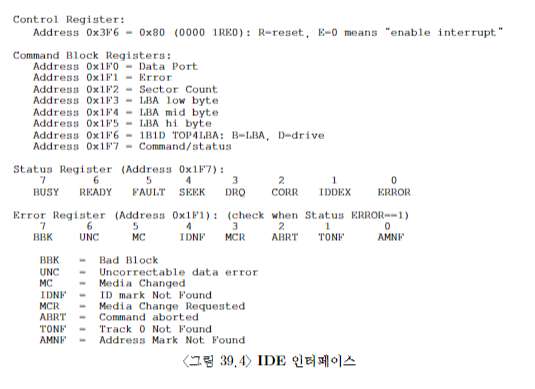 Control Register:
Address 0x3F6 = 0x80 (0000 1RE0): R=reset, E=0 means "enable interrupt"
Command Block Registers:
Address 0x1F0 = Data Port
Address 0x1F1 = Error
Address 0x1F2 = Sector Count
Address 0x1F3 = LBA low byte
Address 0x1F4 = LBA mid byte
Address 0x1F5 = LBA hi byte
Address 0x1F6 = 1B1D TOP4LBA: B=LBA, D=drive
Address 0x1F7 = Command/status
Status Register (Address 0x1F7):
7 6 5 4 3 2 1 0
BUSY READY FAULT SEEK DRQ CORR IDDEX ERROR
Error Register (Address 0x1F1): (check when Status ERROR==1)
7 6 5 4 3 2 1 0
BBK UNC MC IDNF MCR ABRT T0NF AMNF
BBK = Bad Block
UNC = Uncorrectable data error
MC = Media Changed
IDNF = ID mark Not Found
MCR = Media Change Requested
ABRT = Command aborted
T0NF = Track 0 Not Found
AMNF = Address Mark Not Found
〈그림 39.4〉 IDE 인터페이스